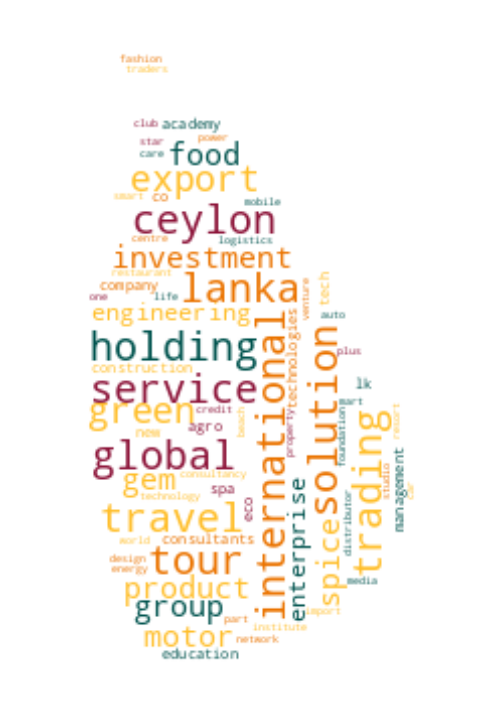 fashion
traders
club academy
star power
care food
export
smart co
mobile
ceylon
centre logistics
investment
restaurant
company lanka
one life
venture
tech
engineering
auto
international
technologies
solution
holding
plus
construction
service
lk
green
mart
credit
beach
agro
new
property
foundation
trading
resort
global
gem consultancy
technology
spa
eco
enterprise
spice
distributor
management
studio
car
travel
world consultants
design
energy
tour
media
product
group
import
part
institute
motor network
education